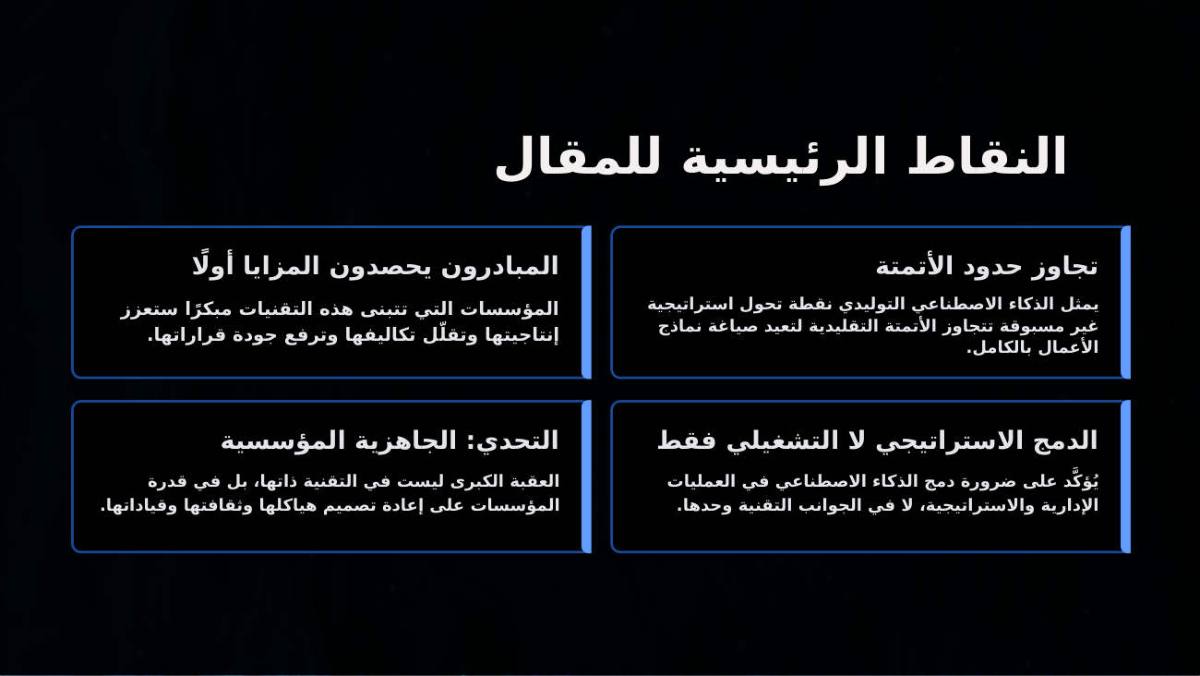 النقاط الرئيسية للمقال
تجاوز حدود الأتمتة
يمثل الذكاء الاصطناعي التوليدي نقطة تحول استراتيجية
غير مسبوقة تتجاوز الأتمتة التقليدية لتعيد صياغة نماذج
الأعمال بالكامل.
المبادرون يحصدون المزايا أولًا
المؤسسات التي تتبنى هذه التقنيات مبكرًا ستعزز
إنتاجيتها وتقلّل تكاليفها وترفع جودة قراراتها.
الدمج الاستراتيجي لا التشغيلي فقط
يُؤكَّد على ضرورة دمج الذكاء الاصطناعي في العمليات
الإدارية والاستراتيجية، لا في الجوانب التقنية وحدها.
التحدي: الجاهزية المؤسسية
العقبة الكبرى ليست في التقنية ذاتها، بل في قدرة
المؤسسات على إعادة تصميم هياكلها وثقافتها وقياداتها.